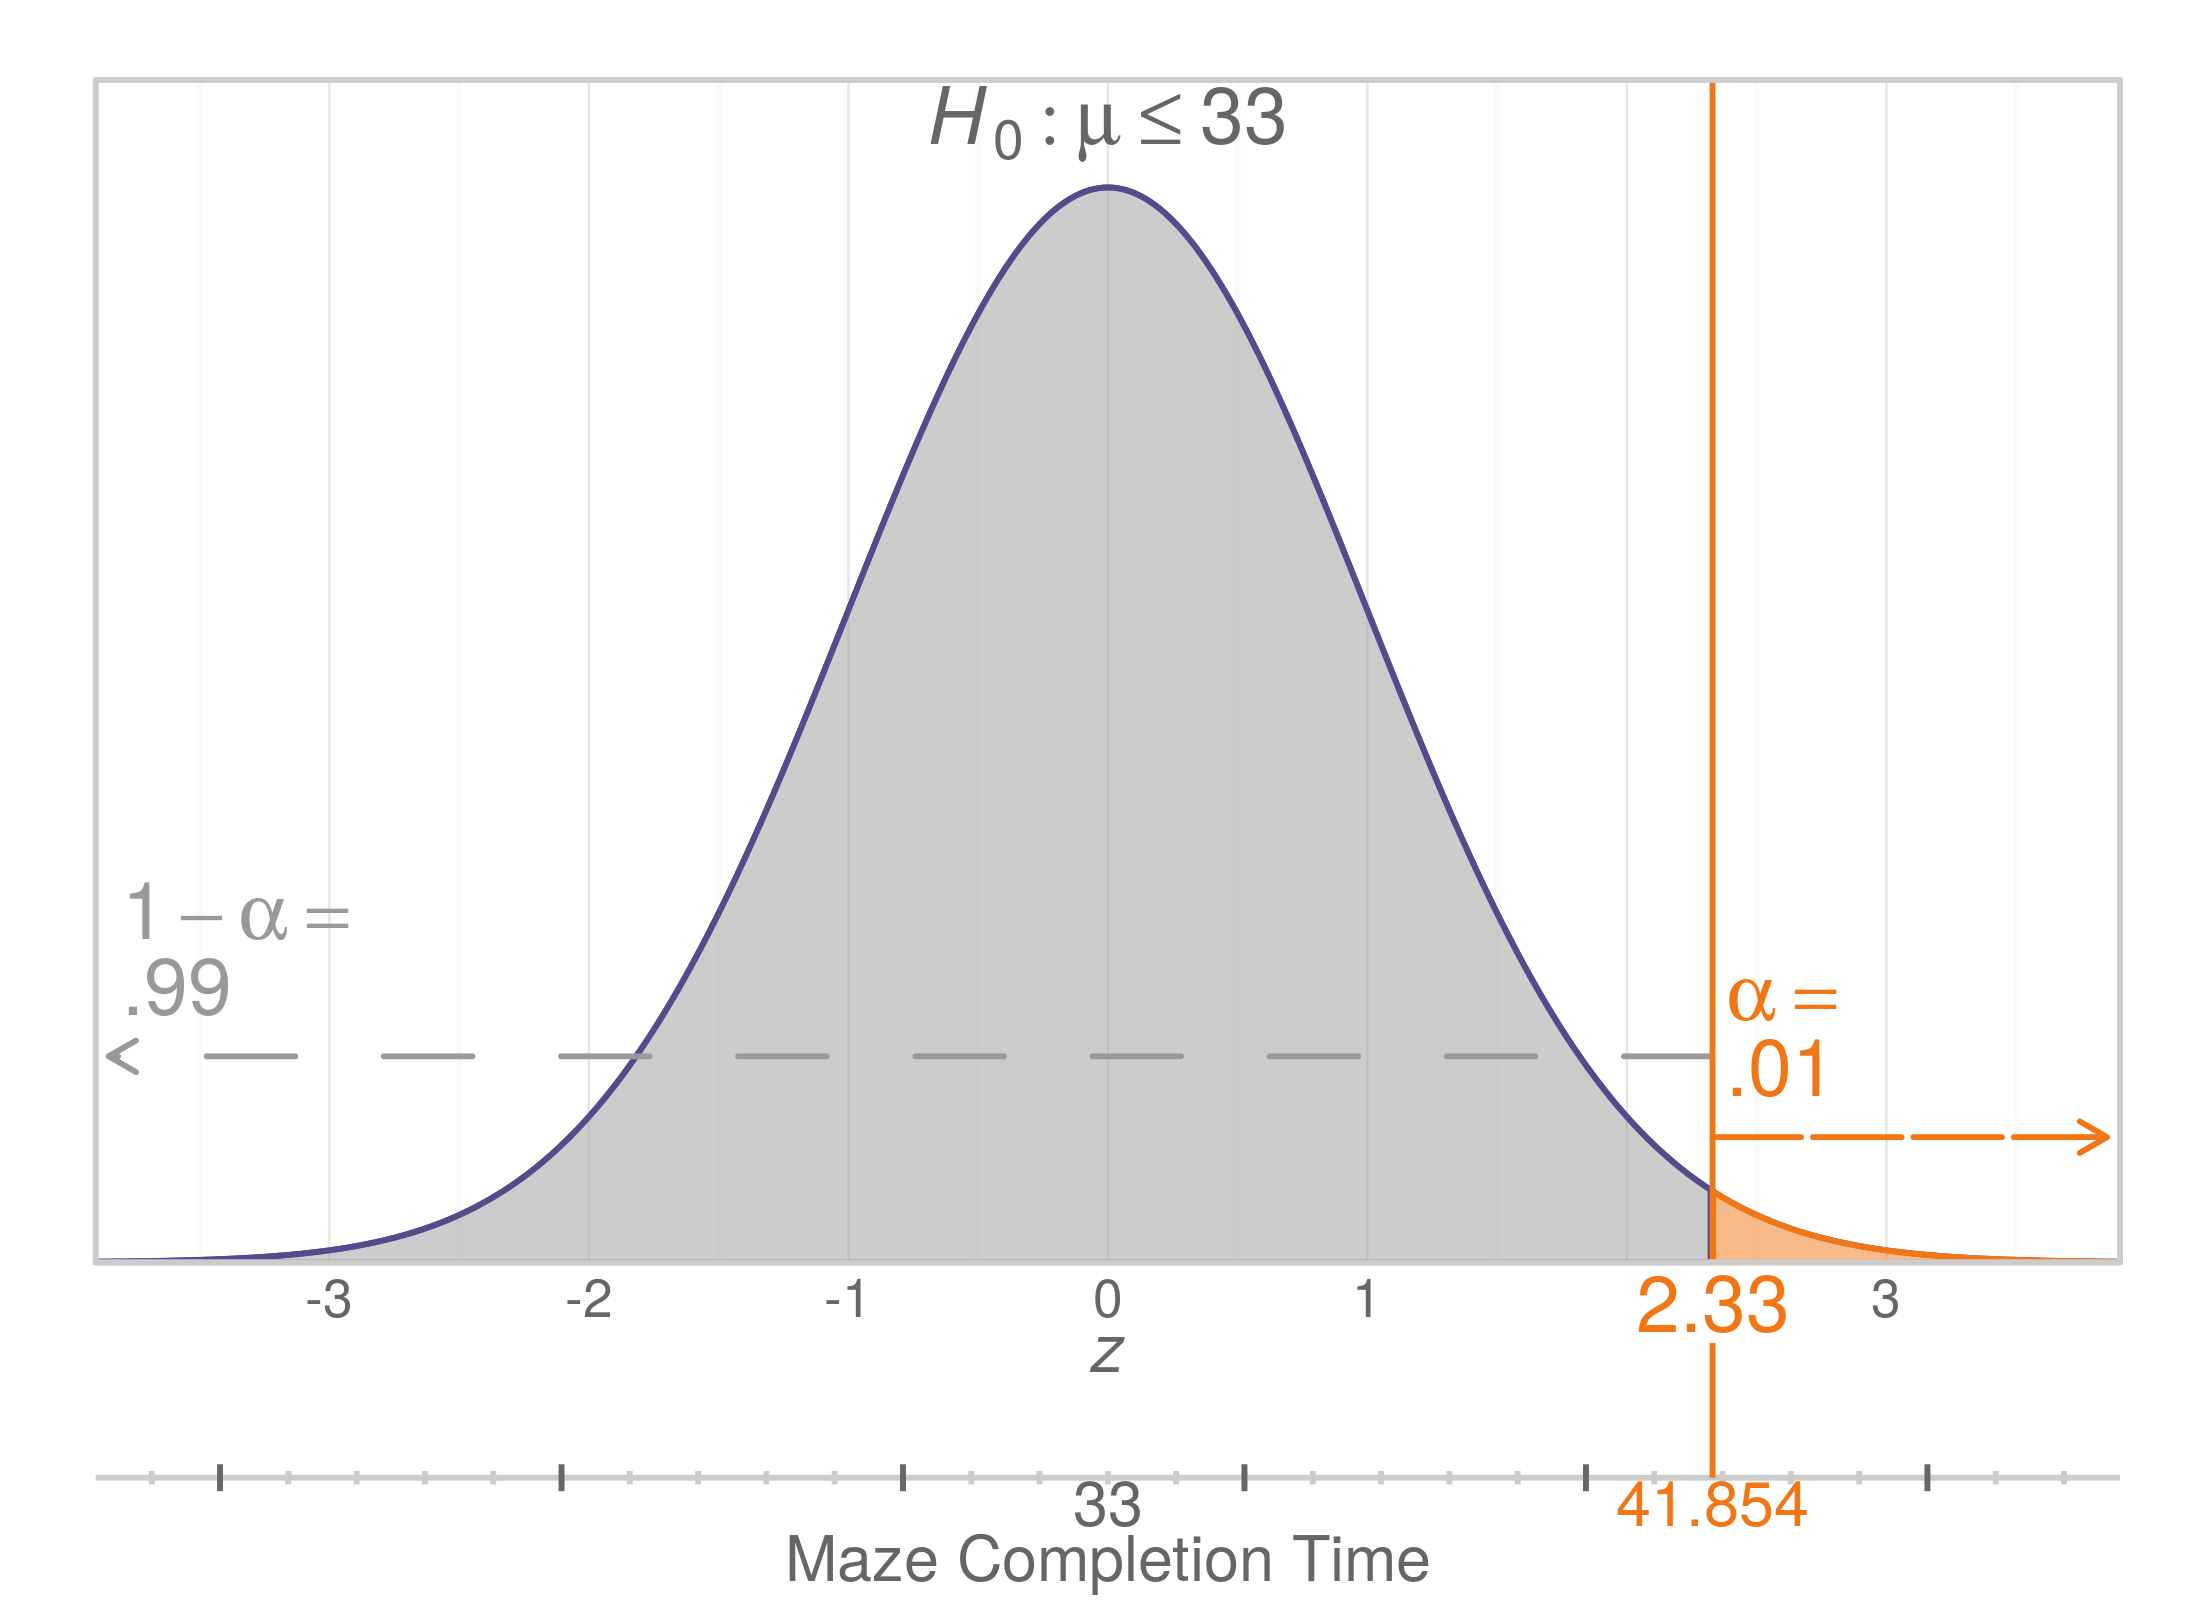 H₀ : μ ≤ 33
1 − α =
.99
α =
.01
-3 -2 -1 0 1 2.33 3
z
33 41.854
Maze Completion Time